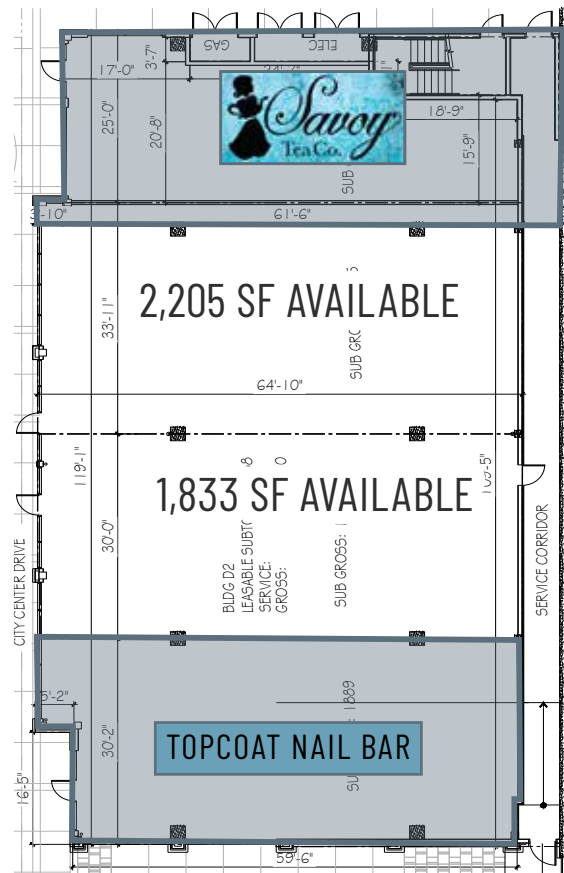 GAS
ELEC
17'-0"
3'-7"
25'-0"
20'-8"
Savoy
Tea Co.
18'-9"
15'-9"
SUB
-10"
61'-6"
2,205 SF AVAILABLE
33'-11"
SUB GRC
64'-10"
119'-1"
1,833 SF AVAILABLE
30'-0"
BLDG D2
LEASABLE SUBTO
SERVICE:
GROSS:
SUB GROSS:
CITY CENTER DRIVE
SERVICE CORRIDOR
5'-2"
1889
30'-2"
TOPCOAT NAIL BAR
16'-5"
59'-6"